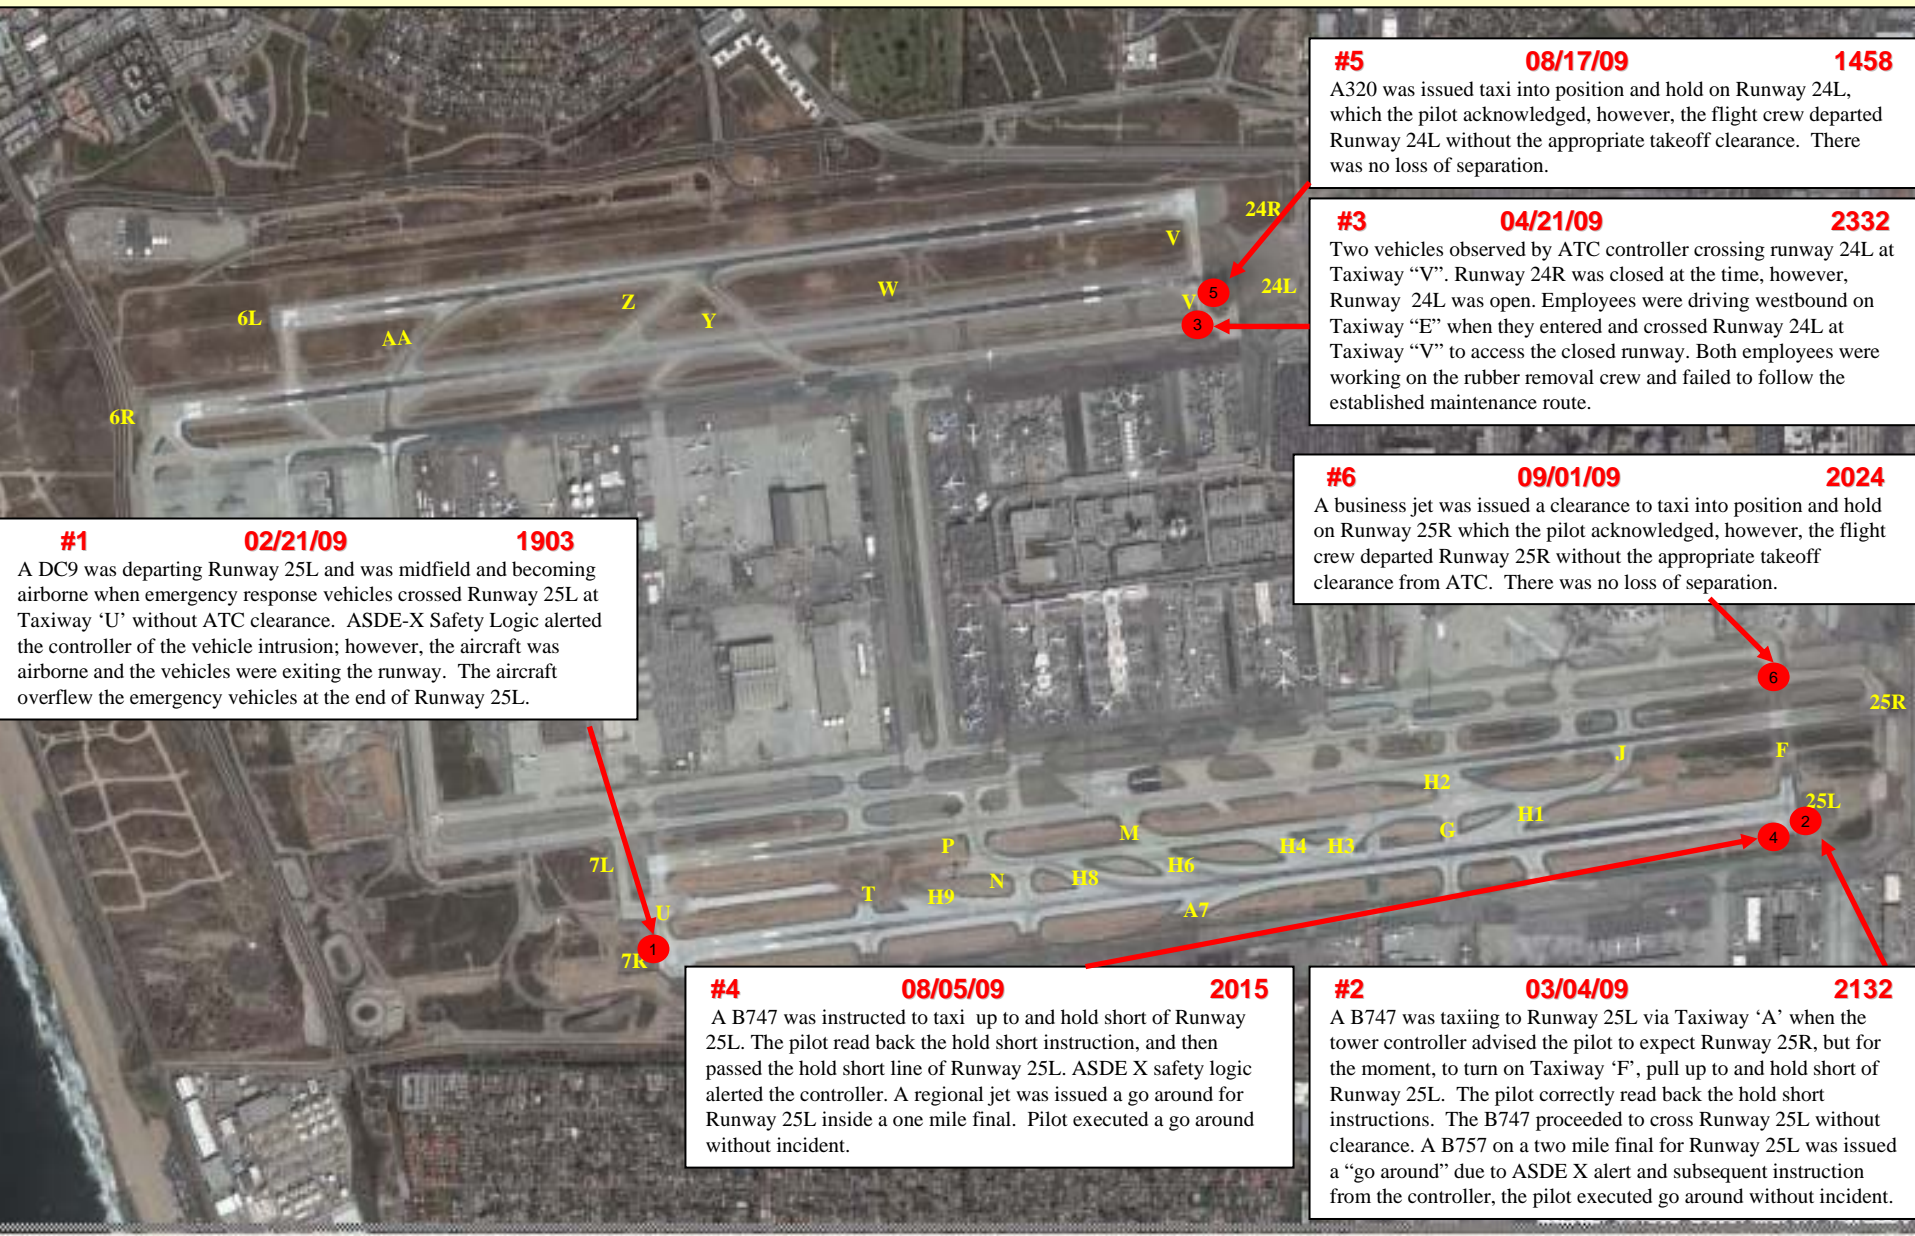 #5 08/17/09 1458
A320 was issued taxi into position and hold on Runway 24L,
which the pilot acknowledged, however, the flight crew departed
Runway 24L without the appropriate takeoff clearance.  There
was no loss of separation.
#3 04/21/09 2332
Two vehicles observed by ATC controller crossing runway 24L at
Taxiway “V”. Runway 24R was closed at the time, however,
Runway  24L was open. Employees were driving westbound on
Taxiway “E” when they entered and crossed Runway 24L at
Taxiway “V” to access the closed runway. Both employees were
working on the rubber removal crew and failed to follow the
established maintenance route.
24R
V
24L
5
V
3
W
Z
Y
6L
AA
6R
#6 09/01/09 2024
A business jet was issued a clearance to taxi into position and hold
on Runway 25R which the pilot acknowledged, however, the flight
crew departed Runway 25R without the appropriate takeoff
clearance from ATC.  There was no loss of separation.
#1 02/21/09 1903
A DC9 was departing Runway 25L and was midfield and becoming
airborne when emergency response vehicles crossed Runway 25L at
Taxiway ‘U’ without ATC clearance.  ASDE-X Safety Logic alerted
the controller of the vehicle intrusion; however, the aircraft was
airborne and the vehicles were exiting the runway.  The aircraft
overflew the emergency vehicles at the end of Runway 25L.
6
25R
J
F
H2
25L
H1
2
4
G
M
P
H4
H3
7L
H6
H8
N
T
H9
A7
U
1
7R
#4 08/05/09 2015
A B747 was instructed to taxi  up to and hold short of Runway
25L. The pilot read back the hold short instruction, and then
passed the hold short line of Runway 25L. ASDE X safety logic
alerted the controller. A regional jet was issued a go around for
Runway 25L inside a one mile final.  Pilot executed a go around
without incident.
#2 03/04/09 2132
A B747 was taxiing to Runway 25L via Taxiway ‘A’ when the
tower controller advised the pilot to expect Runway 25R, but for
the moment, to turn on Taxiway ‘F’, pull up to and hold short of
Runway 25L.  The pilot correctly read back the hold short
instructions.  The B747 proceeded to cross Runway 25L without
clearance. A B757 on a two mile final for Runway 25L was issued
a “go around” due to ASDE X alert and subsequent instruction
from the controller, the pilot executed go around without incident.